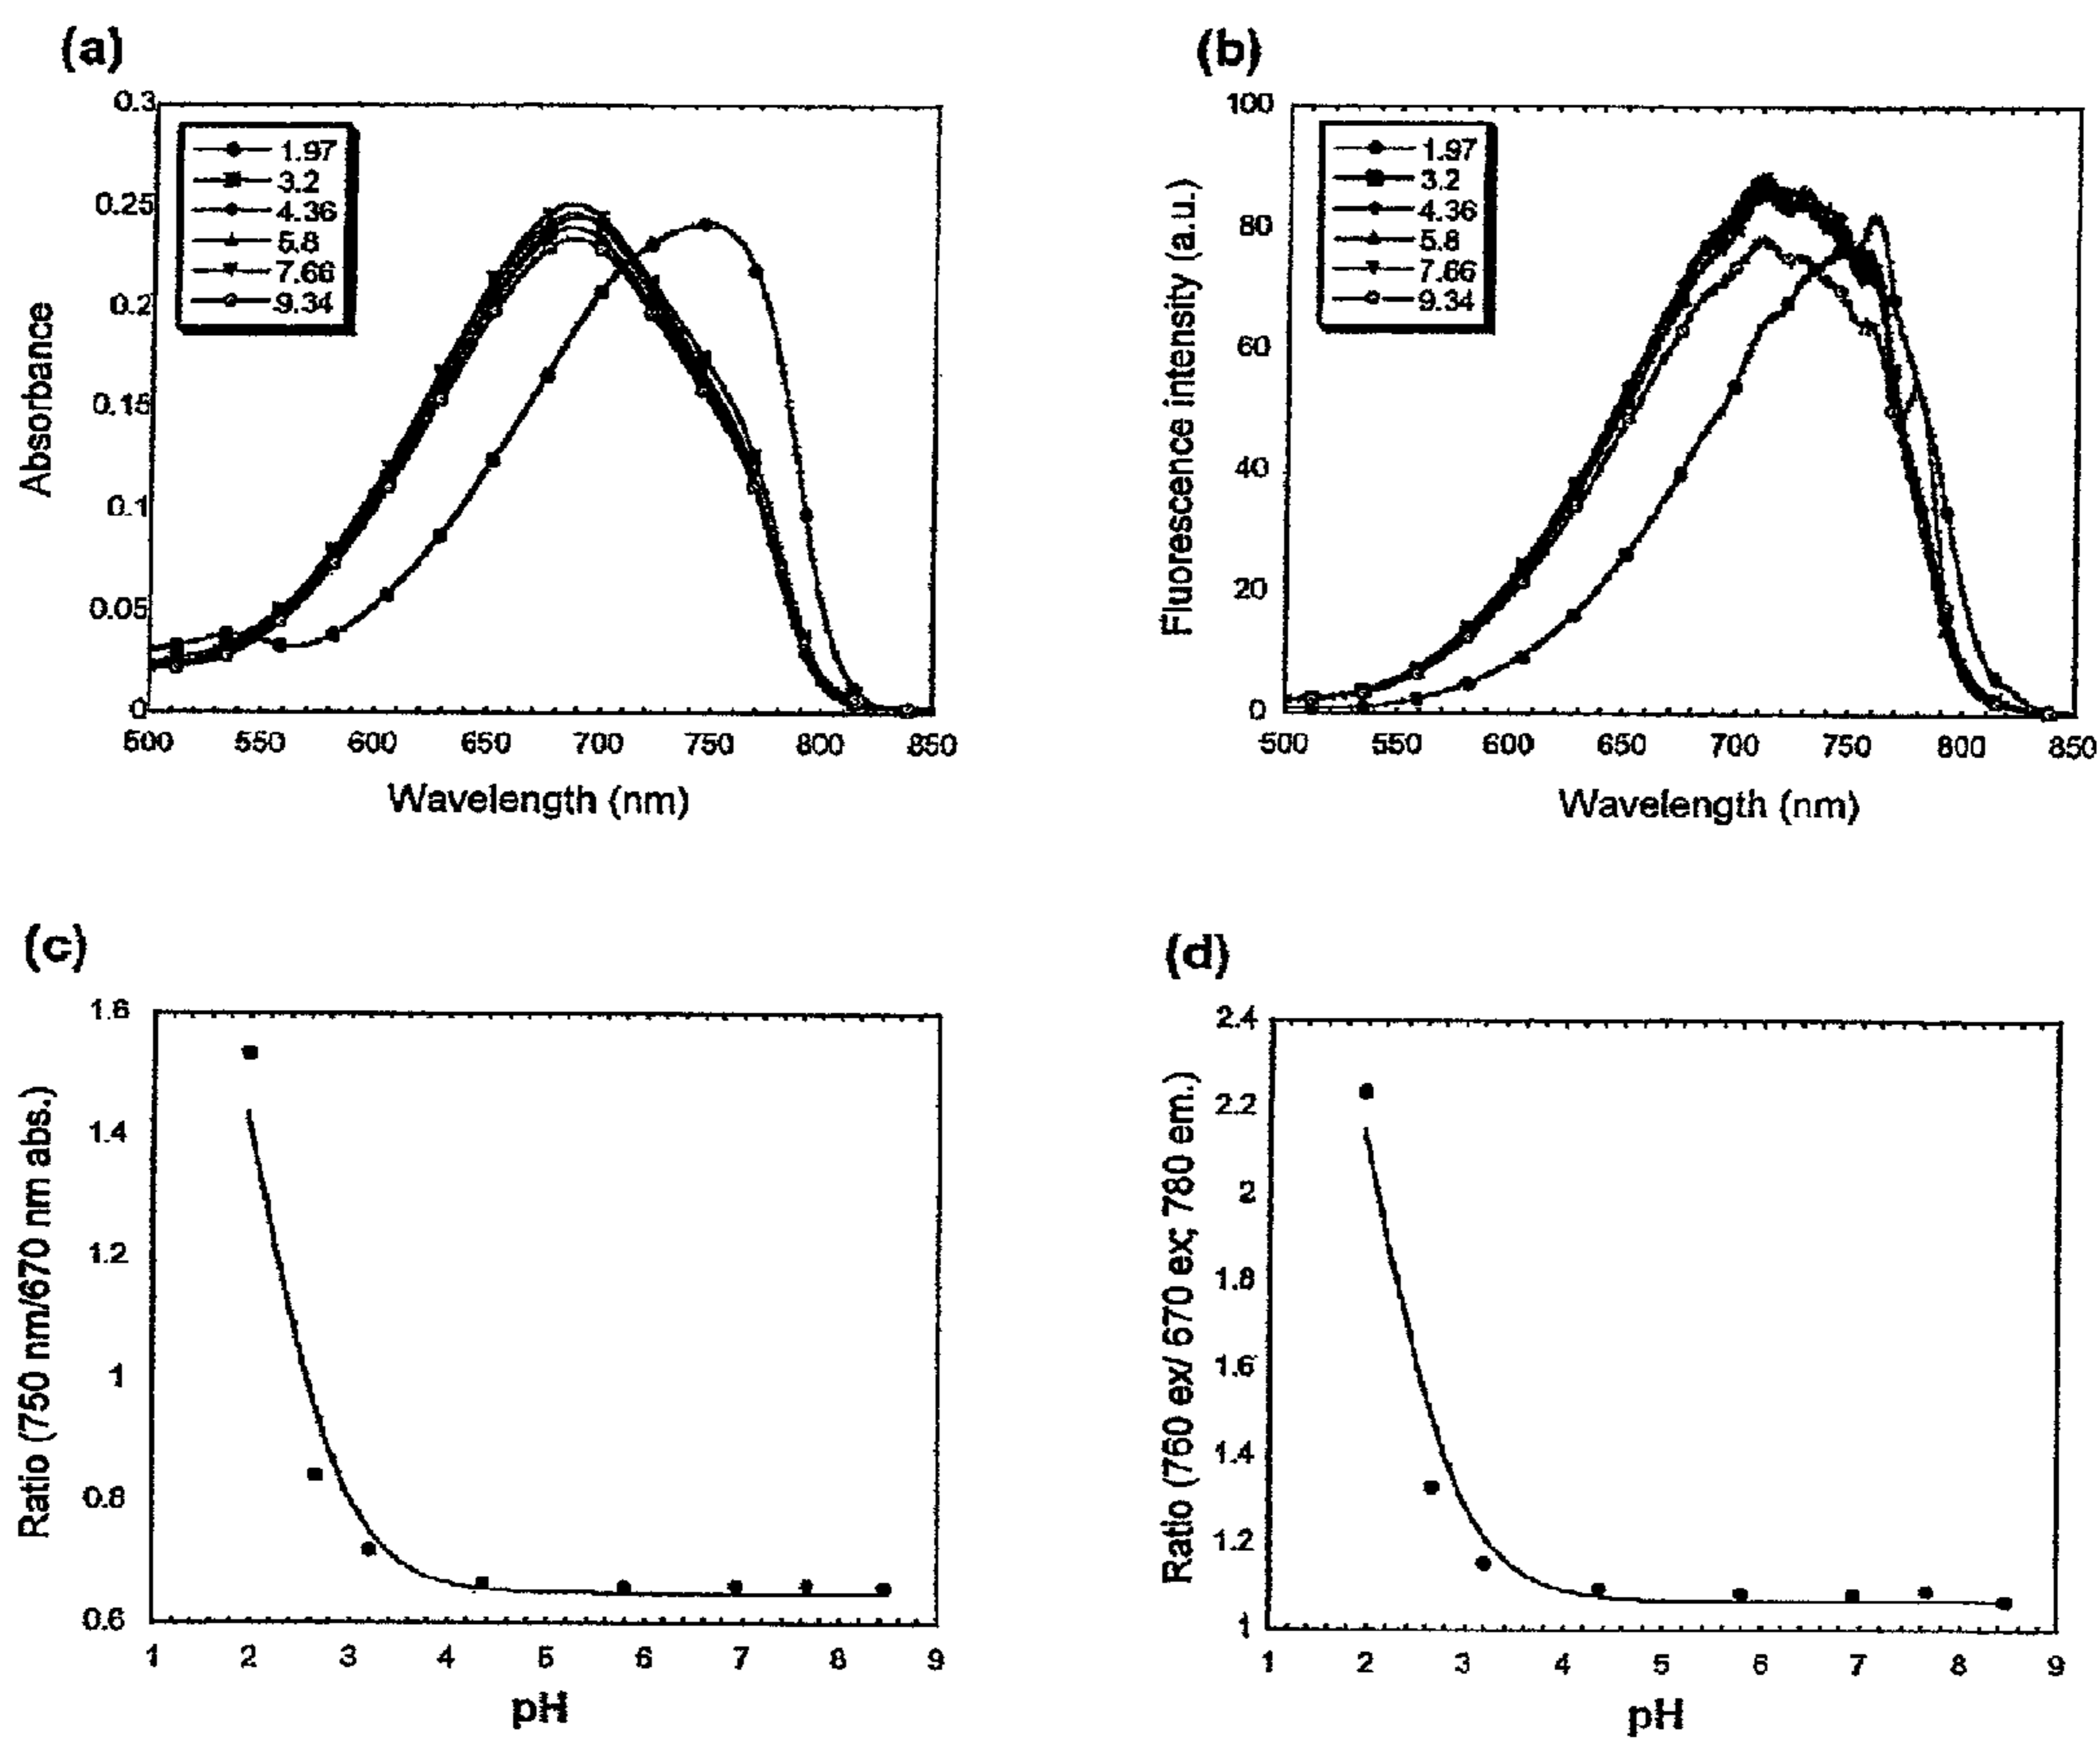 (a)
0.3
0.25
0.2
0.15
0.1
0.05
0
1.97
3.2
4.36
5.8
7.66
9.34
Absorbance
500 550 600 650 700 750 800 850
Wavelength (nm)
(b)
100
80
60
40
20
0
1.97
3.2
4.36
5.8
7.66
9.34
Fluorescence intensity (a.u.)
500 550 600 650 700 750 800 850
Wavelength (nm)
(c)
1.6
1.4
1.2
1
0.8
0.6
Ratio (750 nm/670 nm abs.)
1 2 3 4 5 6 7 8 9
pH
(d)
2.4
2.2
2
1.8
1.6
1.4
1.2
1
Ratio (760 ex/ 670 ex; 780 em.)
1 2 3 4 5 6 7 8 9
pH